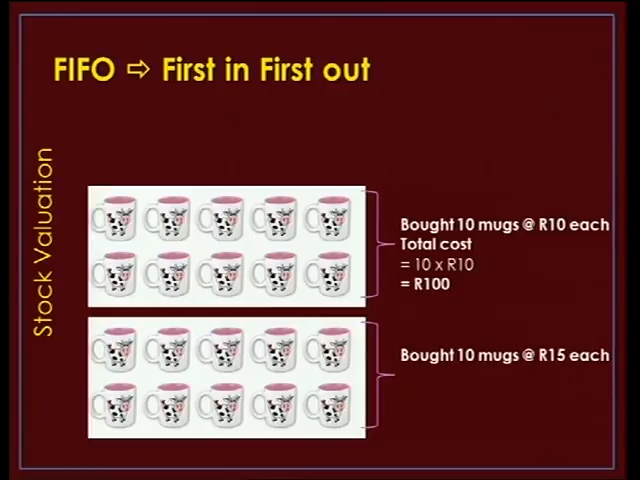 FIFO ⇨ First in First out
Stock Valuation
Bought 10 mugs @ R10 each
Total cost
= 10 x R10
= R100
Bought 10 mugs @ R15 each